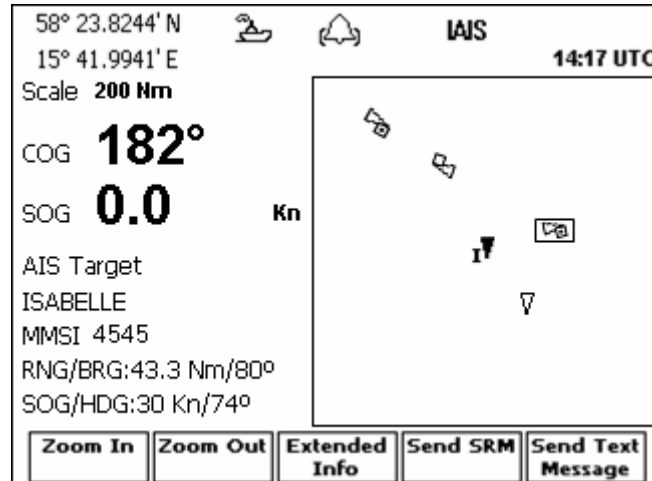 58° 23.8244' N
15° 41.9941' E
IAIS
14:17 UTC
Scale 200 Nm
COG 182°
SOG 0.0 Kn
AIS Target
ISABELLE
MMSI 4545
RNG/BRG:43.3 Nm/80º
SOG/HDG:30 Kn/74º
I
Zoom In
Zoom Out
Extended
Info
Send SRM
Send Text
Message